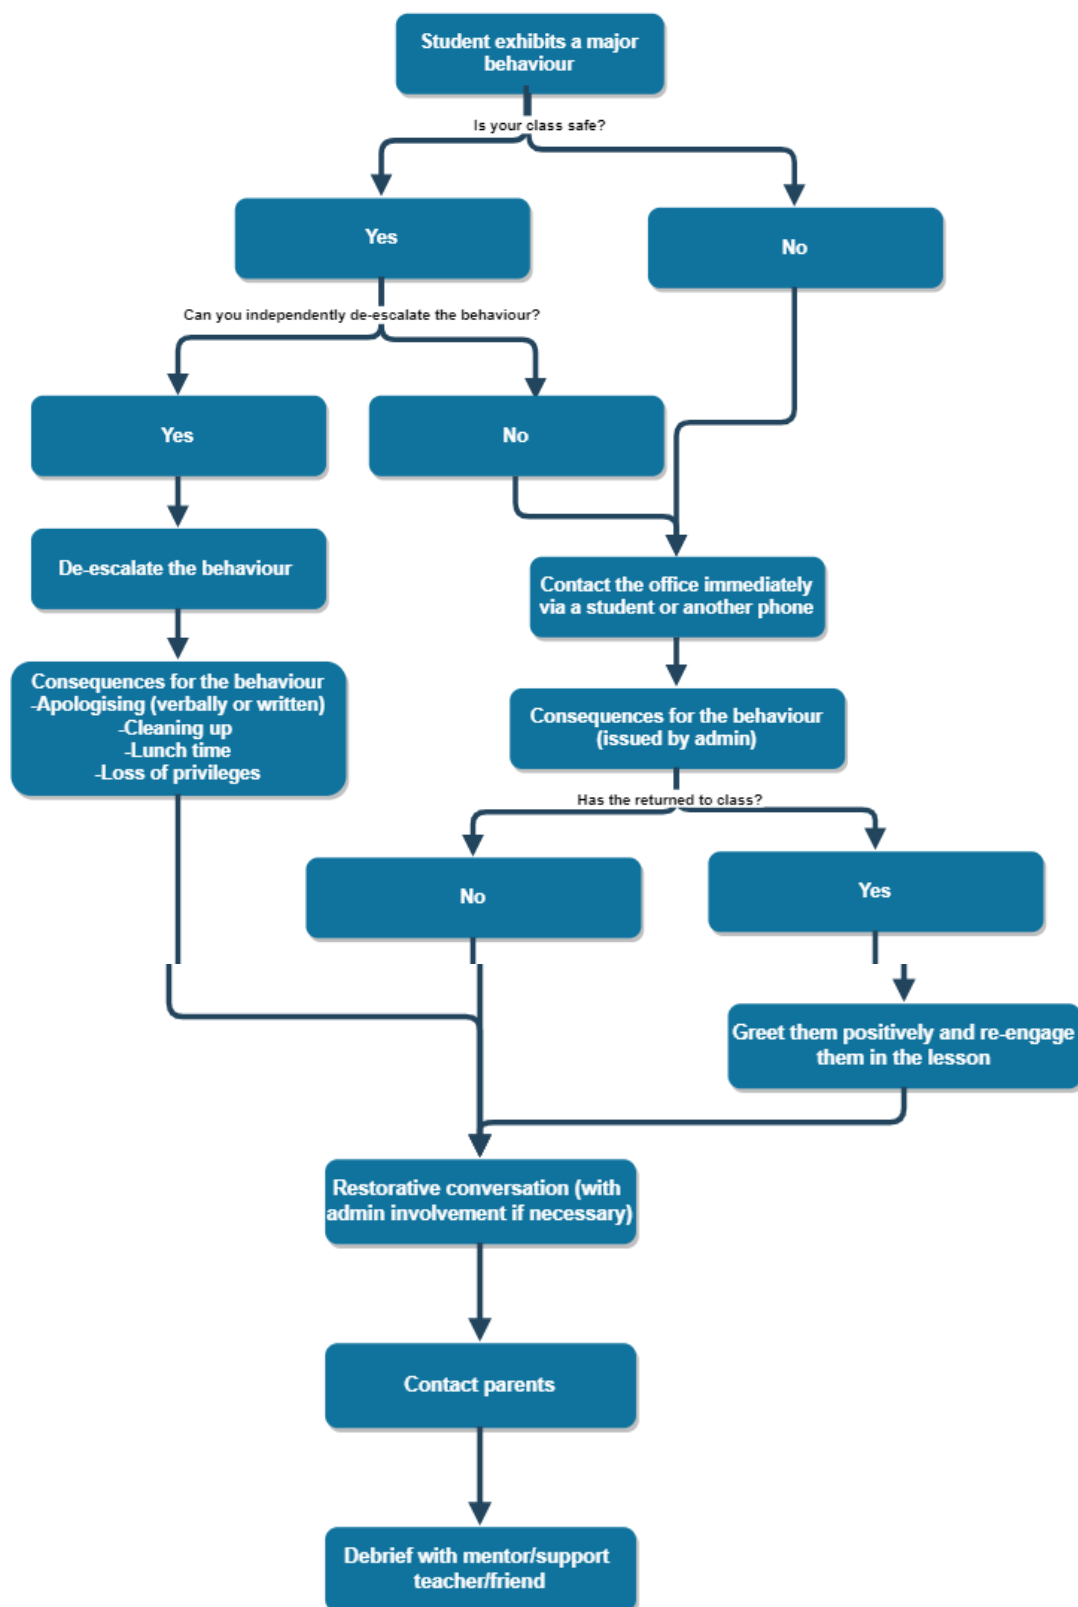 Student exhibits a major
behaviour
Is your class safe?
Yes
No
Can you independently de-escalate the behaviour?
Yes
No
De-escalate the behaviour
Contact the office immediately
via a student or another phone
Consequences for the behaviour
-Apologising (verbally or written)
-Cleaning up
-Lunch time
-Loss of privileges
Consequences for the behaviour
(issued by admin)
Has the returned to class?
No
Yes
Greet them positively and re-engage
them in the lesson
Restorative conversation (with
admin involvement if necessary)
Contact parents
Debrief with mentor/support
teacher/friend